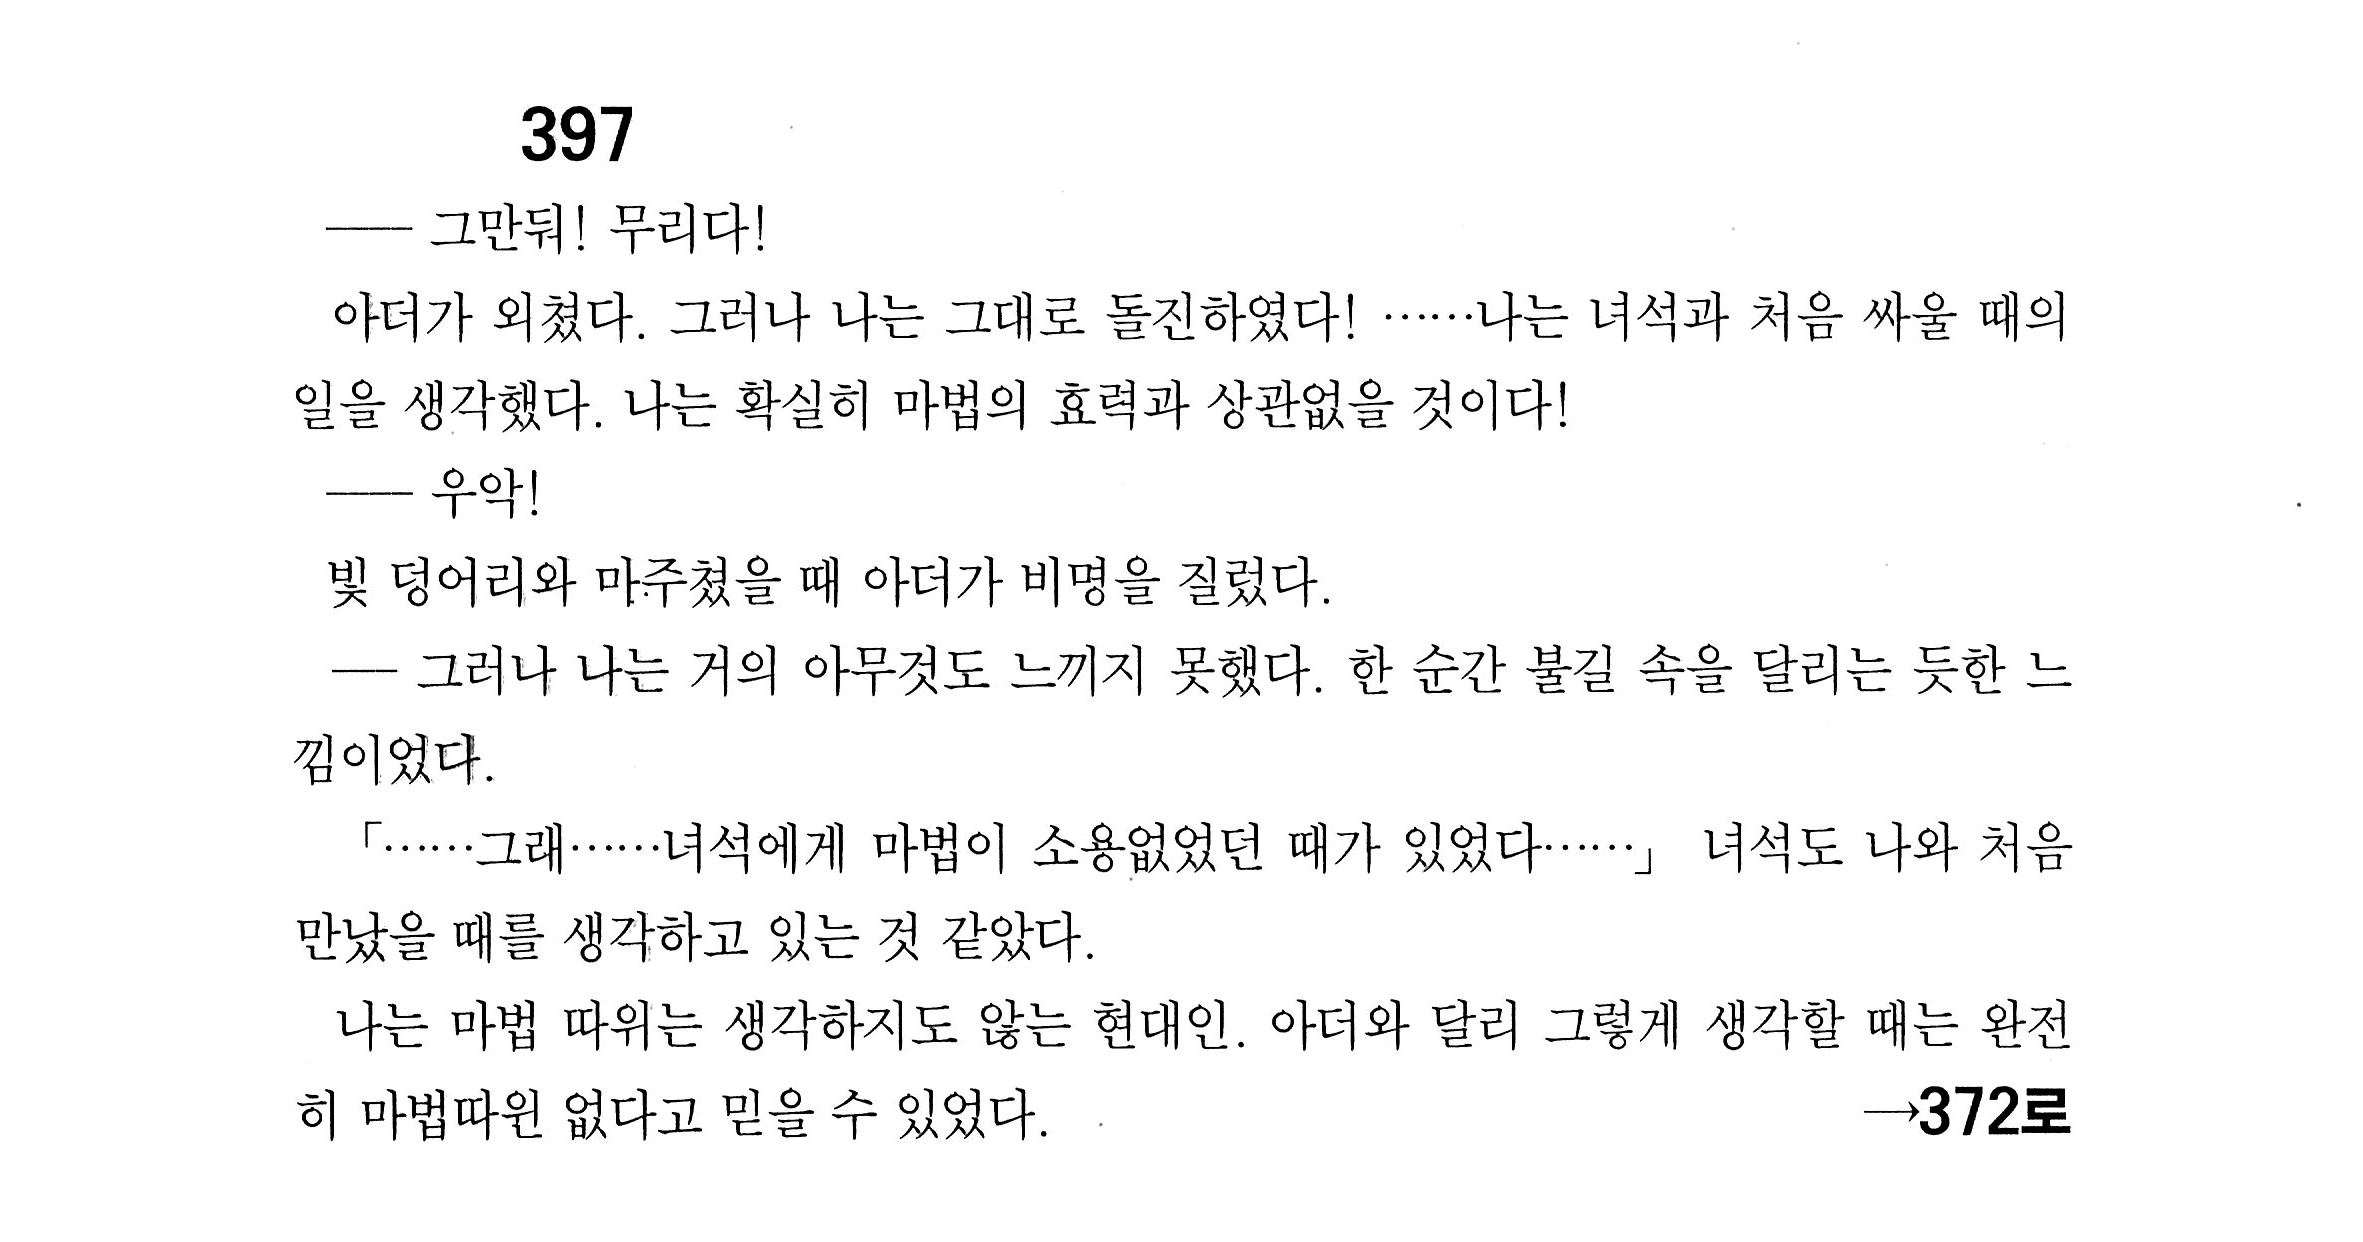 397
── 그만둬! 무리다!
아더가 외쳤다. 그러나 나는 그대로 돌진하였다! ……나는 녀석과 처음 싸울 때의
일을 생각했다. 나는 확실히 마법의 효력과 상관없을 것이다!
── 우악!
빛 덩어리와 마주쳤을 때 아더가 비명을 질렀다.
── 그러나 나는 거의 아무것도 느끼지 못했다. 한 순간 불길 속을 달리는 듯한 느
낌이었다.
「……그래……녀석에게 마법이 소용없었던 때가 있었다……」 녀석도 나와 처음
만났을 때를 생각하고 있는 것 같았다.
나는 마법 따위는 생각하지도 않는 현대인. 아더와 달리 그렇게 생각할 때는 완전
히 마법따윈 없다고 믿을 수 있었다. →372로